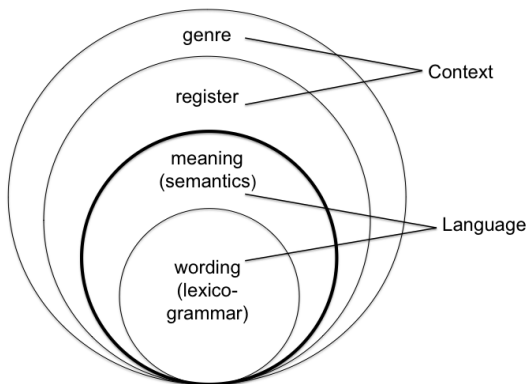 genre
Context
register
meaning
(semantics)
Language
wording
(lexico-
grammar)